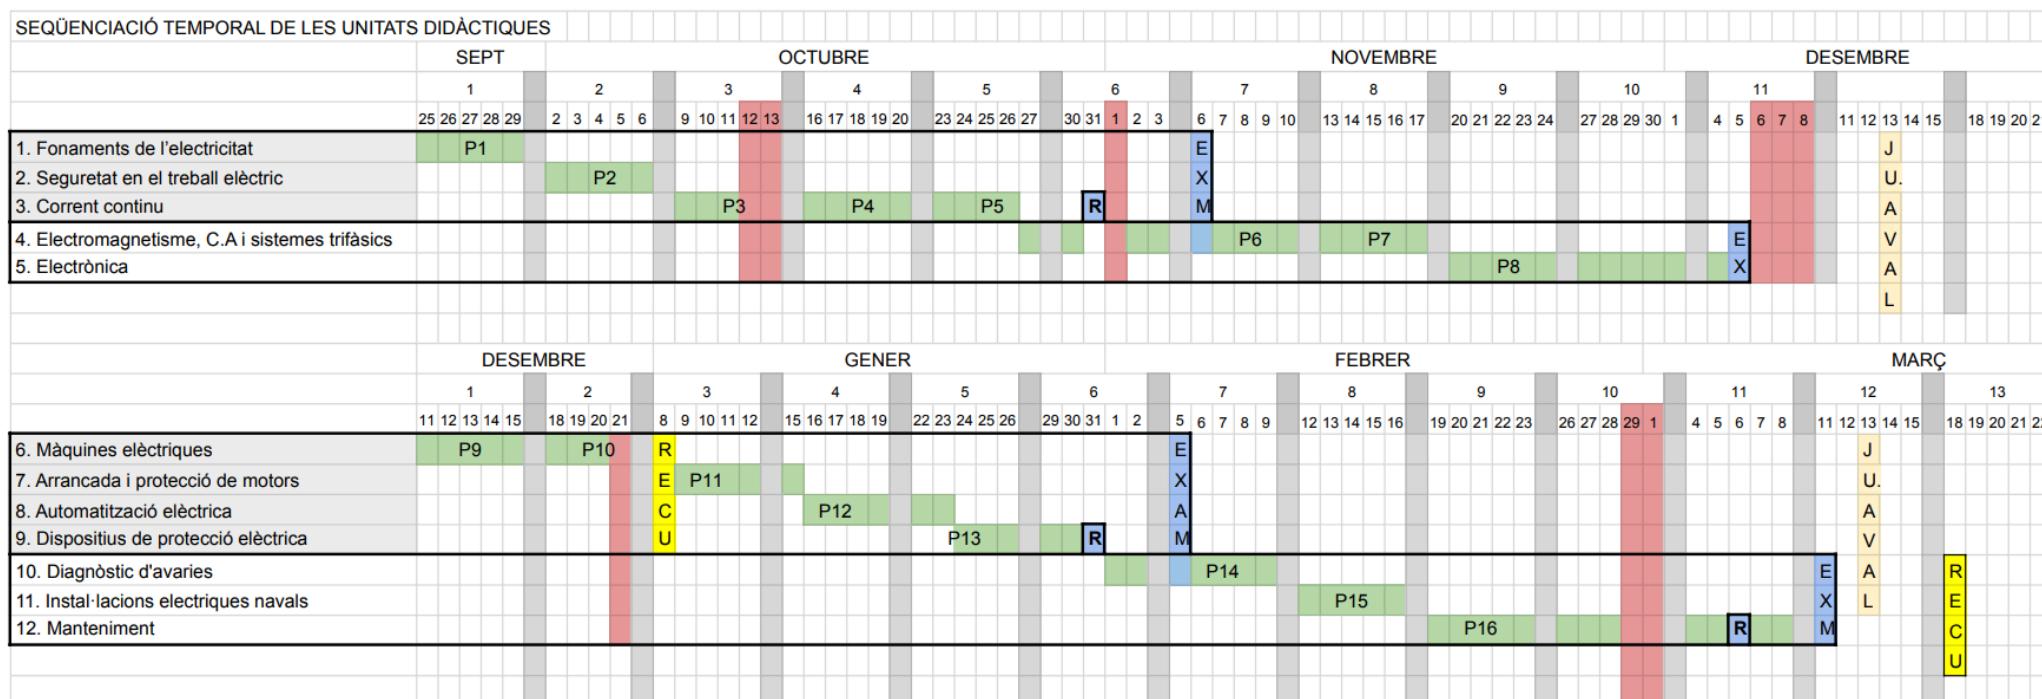 SEQÜENCIACIÓ TEMPORAL DE LES UNITATS DIDÀCTIQUES
SEPT OCTUBRE NOVEMBRE DESEMBRE
1 2 3 4 5 6 7 8 9 10 11
25 26 27 28 29 2 3 4 5 6 9 10 11 12 13 16 17 18 19 20 23 24 25 26 27 30 31 1 2 3 6 7 8 9 10 13 14 15 16 17 20 21 22 23 24 27 28 29 30 1 4 5 6 7 8 11 12 13 14 15 18 19 20 2
1. Fonaments de l'electricitat P1 E J
2. Seguretat en el treball elèctric P2 X U.
3. Corrent continu P3 P4 P5 R M A
4. Electromagnetisme, C.A i sistemes trifàsics P6 P7 E V
5. Electrònica P8 X A
L
DESEMBRE GENER FEBRER MARÇ
1 2 3 4 5 6 7 8 9 10 11 12 13
11 12 13 14 15 18 19 20 21 8 9 10 11 12 15 16 17 18 19 22 23 24 25 26 29 30 31 1 2 5 6 7 8 9 12 13 14 15 16 19 20 21 22 23 26 27 28 29 1 4 5 6 7 8 11 12 13 14 15 18 19 20 21 22
6. Màquines elèctriques P9 P10 R E J
7. Arrancada i protecció de motors E P11 X U.
8. Automatització elèctrica C P12 A A
9. Dispositius de protecció elèctrica U P13 R M V
10. Diagnòstic d'avaries P14 E A R
11. Instal·lacions electriques navals P15 X L E
12. Manteniment P16 R M C
U